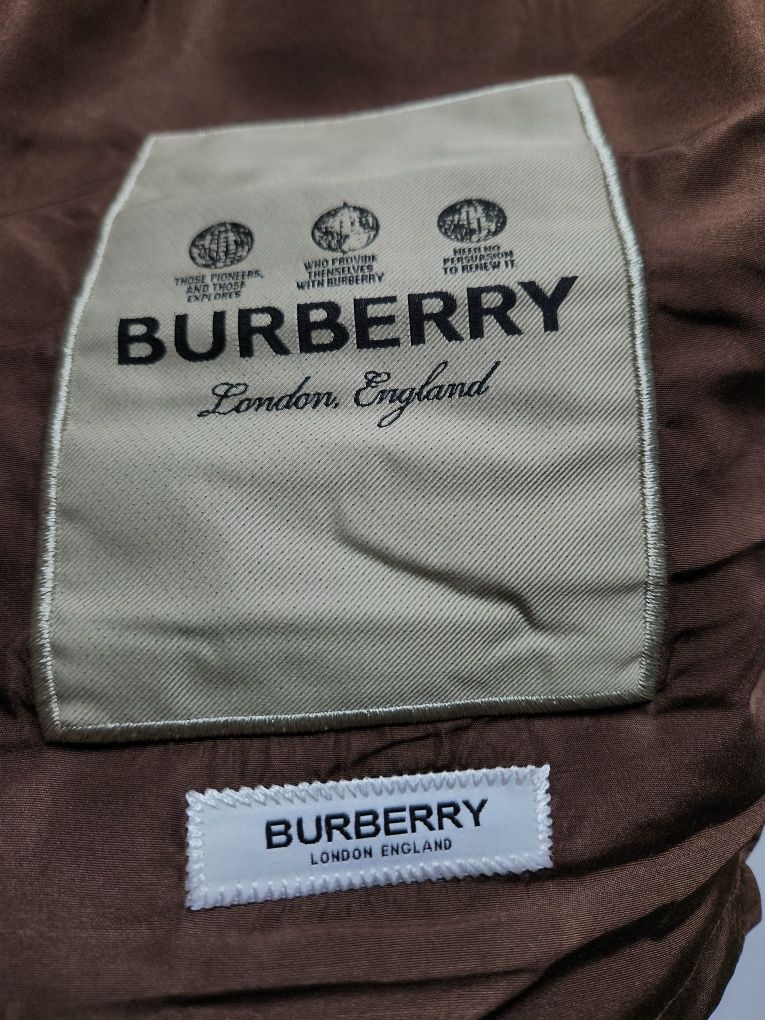 THOSE PIONEERS,
AND THOSE
EXPLORES
WHO PROVIDE
THEMSELVES
WITH BURBERRY
NEED NO
PERSUASION
TO RENEW IT.
BURBERRY
London, England
BURBERRY
LONDON ENGLAND